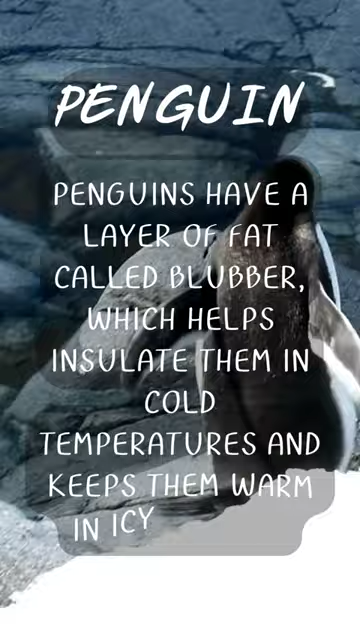 PENGUIN
PENGUINS HAVE A
LAYER OF FAT
CALLED BLUBBER,
WHICH HELPS
INSULATE THEM IN
COLD
TEMPERATURES AND
KEEPS THEM WARM
IN ICY